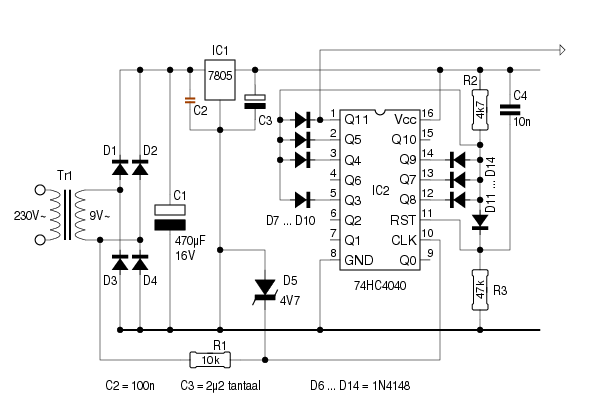 IC1
7805
C2
C3
R2
4k7
C4
10n
D1
D2
1
2
3
4
5
6
7
8
Q11
Q5
Q4
Q6
Q3
Q2
Q1
GND
IC2
Vcc
Q10
Q9
Q7
Q8
RST
CLK
Q0
16
15
14
13
12
11
10
9
D11 ... D14
Tr1
230V~
9V~
C1
470µF
16V
D7 ... D10
D3
D4
D5
4V7
74HC4040
47k
R3
R1
10k
C2 = 100n
C3 = 2µ2 tantaal
D6 ... D14 = 1N4148